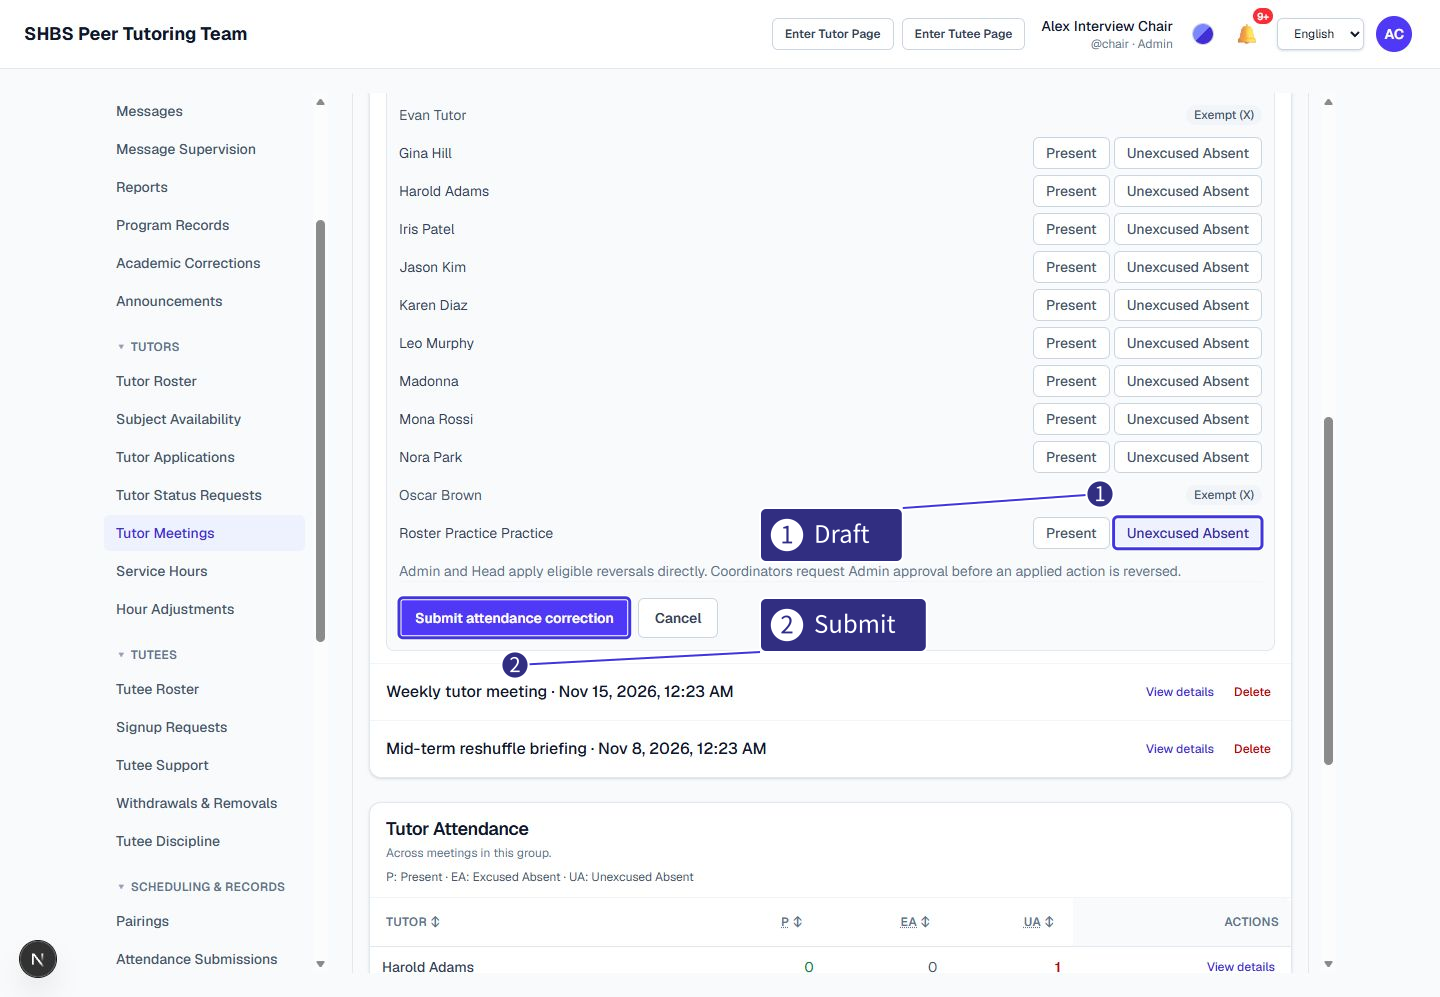 SHBS Peer Tutoring Team
Enter Tutor Page
Enter Tutee Page
Alex Interview Chair
@chair · Admin
9+
English
AC
Messages
Message Supervision
Reports
Program Records
Academic Corrections
Announcements
TUTORS
Tutor Roster
Subject Availability
Tutor Applications
Tutor Status Requests
Tutor Meetings
Service Hours
Hour Adjustments
TUTEES
Tutee Roster
Signup Requests
Tutee Support
Withdrawals & Removals
Tutee Discipline
SCHEDULING & RECORDS
Pairings
Attendance Submissions
N
Evan Tutor Exempt (X)
Gina Hill Present Unexcused Absent
Harold Adams Present Unexcused Absent
Iris Patel Present Unexcused Absent
Jason Kim Present Unexcused Absent
Karen Diaz Present Unexcused Absent
Leo Murphy Present Unexcused Absent
Madonna Present Unexcused Absent
Mona Rossi Present Unexcused Absent
Nora Park Present Unexcused Absent
Oscar Brown Exempt (X)
1
1 Draft
Roster Practice Practice Present Unexcused Absent
Admin and Head apply eligible reversals directly. Coordinators request Admin approval before an applied action is reversed.
Submit attendance correction Cancel
2 Submit
2
Weekly tutor meeting · Nov 15, 2026, 12:23 AM View details Delete
Mid-term reshuffle briefing · Nov 8, 2026, 12:23 AM View details Delete
Tutor Attendance
Across meetings in this group.
P: Present · EA: Excused Absent · UA: Unexcused Absent
TUTOR P EA UA ACTIONS
Harold Adams 0 0 1 View details